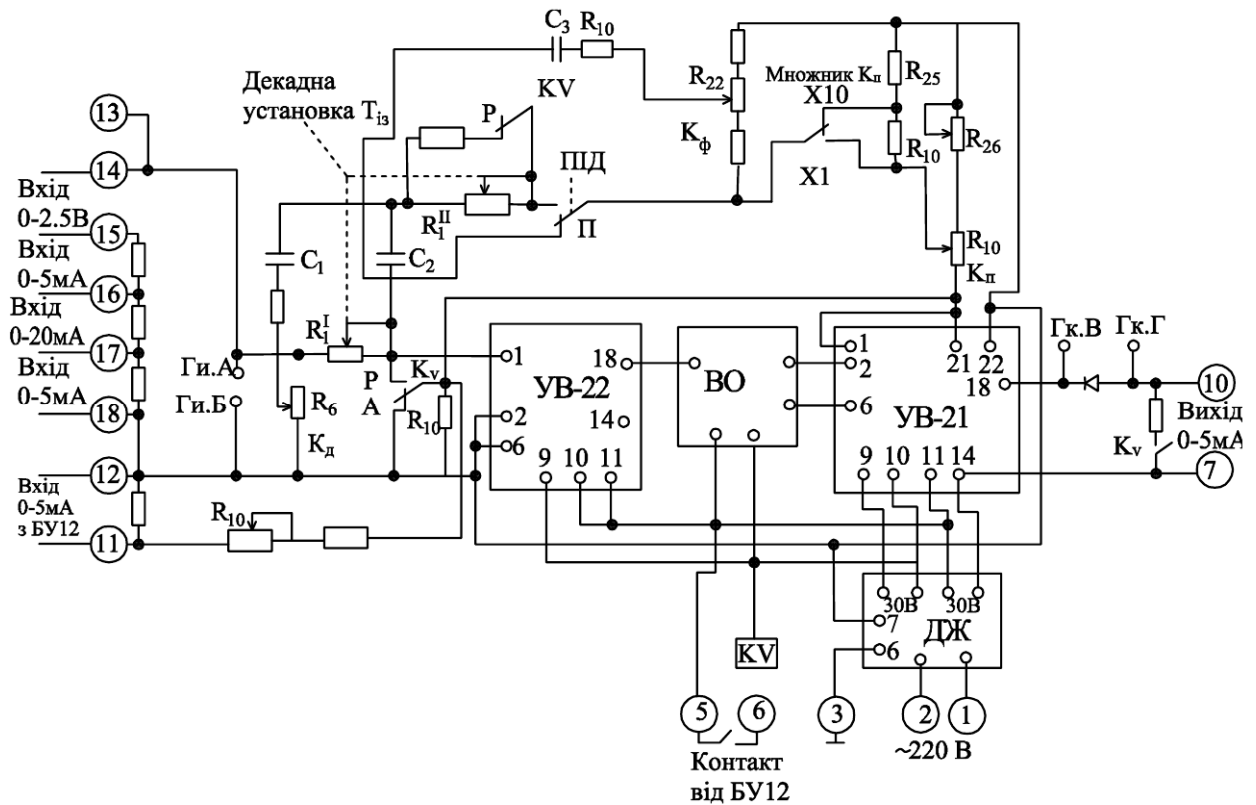 C3
R10
Декадна
установка Tіз
KV
P
R22
Множник Kп
X10
R25
13
14
Kф
R10
R26
X1
ПІД
П
Вхід
0-2.5В
15
R1II
R10
Kп
Вхід
0-5мА
C1
C2
16
Вхід
0-20мА
17
R1I
1
18
1
21
22
Гк.В
Гк.Г
2
Ги.А
Kv
P
A
УВ-22
ВО
УВ-21
18
10
Вхід
0-5мА
Ги.Б
R6
R10
2
14
6
Вихід
0-5мА
18
Kд
6
9
10
11
9
10
11
14
Kv
7
12
Вхід
0-5мА
з БУ12
R10
11
30В
30В
7
ДЖ
6
KV
5
6
3
2
1
~220 В
Контакт
від БУ12